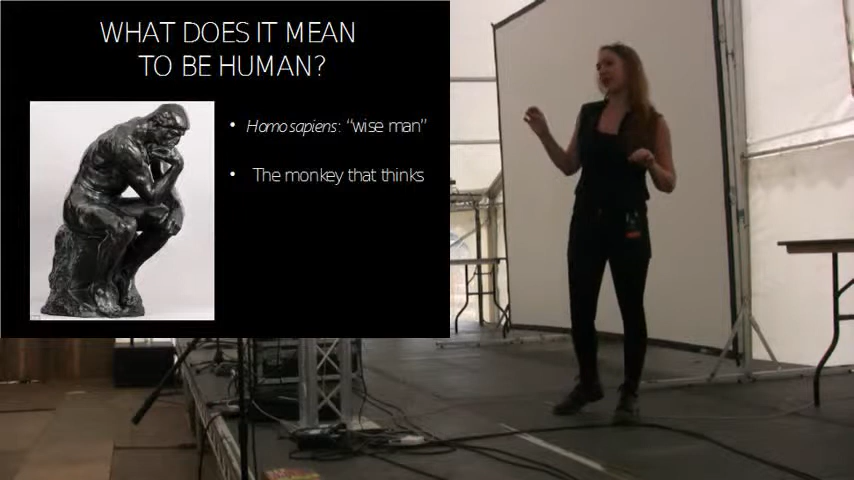 WHAT DOES IT MEAN
TO BE HUMAN?
• Homo sapiens: “wise man”
• The monkey that thinks